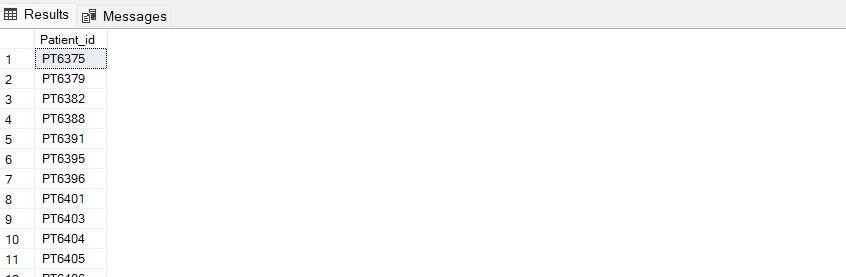 Results Messages
Patient_id
1 PT6375
2 PT6379
3 PT6382
4 PT6388
5 PT6391
6 PT6395
7 PT6396
8 PT6401
9 PT6403
10 PT6404
11 PT6405